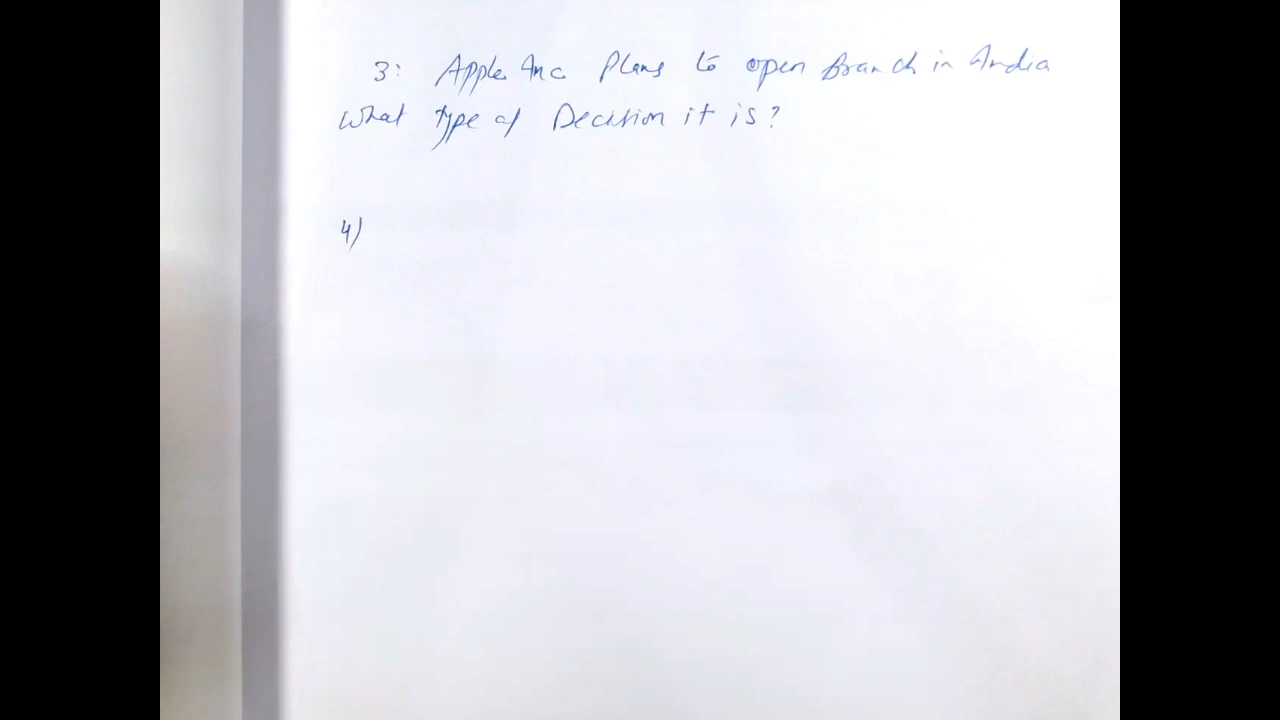 3: Apple Inc Plans to open Branch in India
What type of Decision it is?
4)